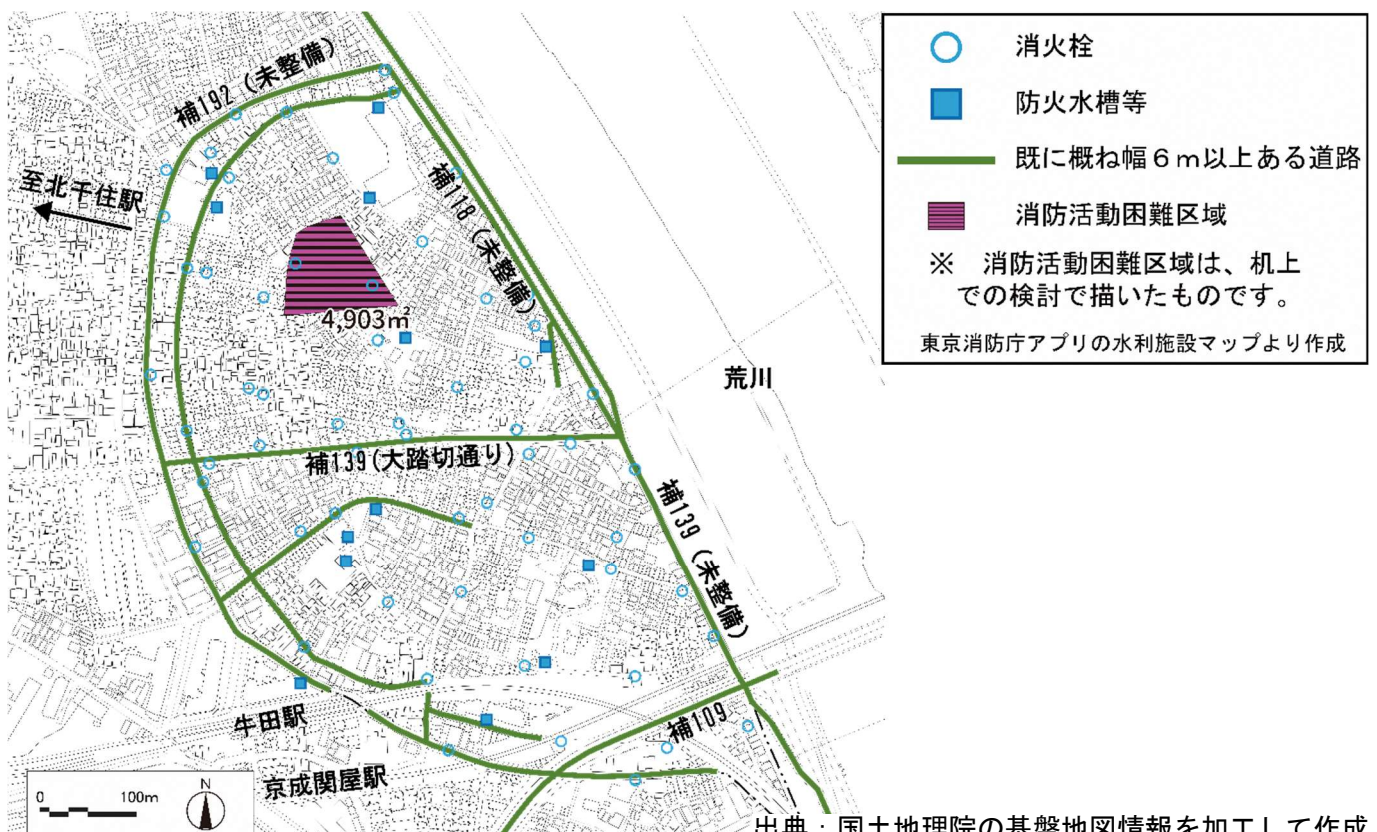 補192（未整備）
至北千住駅
補118（未整備）
4,903㎡
荒川
補139(大踏切通り)
補139（未整備）
補109
牛田駅
京成関屋駅
0 100m
N
消火栓
防火水槽等
既に概ね幅６ｍ以上ある道路
消防活動困難区域
※　消防活動困難区域は、机上
での検討で描いたものです。
東京消防庁アプリの水利施設マップより作成
出典：国土地理院の基盤地図情報を加工して作成